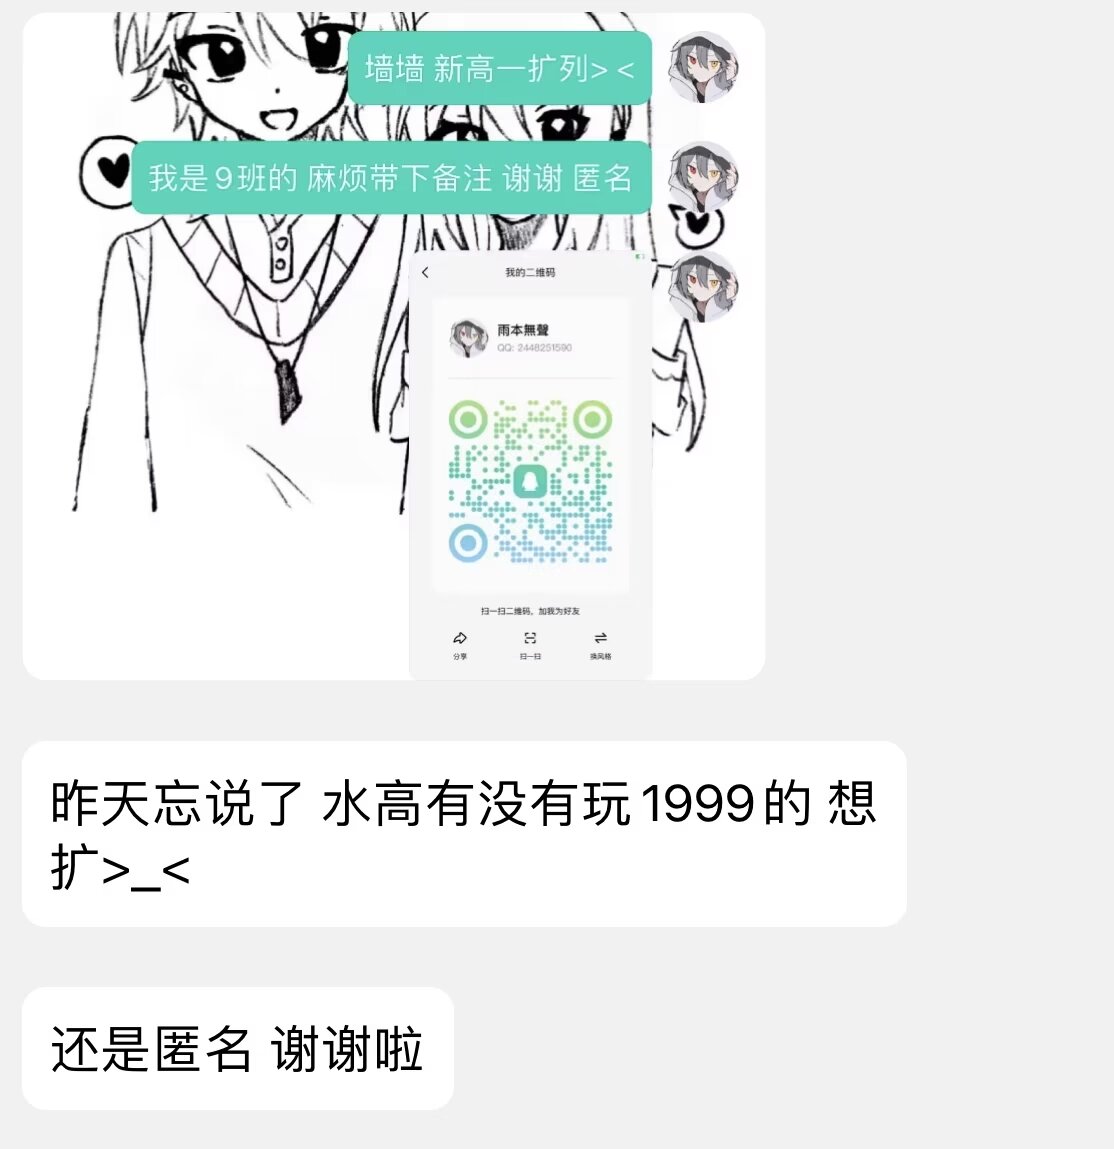 墙墙 新高一扩列> <
我是9班的 麻烦带下备注 谢谢 匿名
我的二维码
雨本無聲
QQ: 2448251590
扫一扫二维码，加我为好友
分享
扫一扫
换风格
昨天忘说了 水高有没有玩1999的 想
扩>_<
还是匿名 谢谢啦